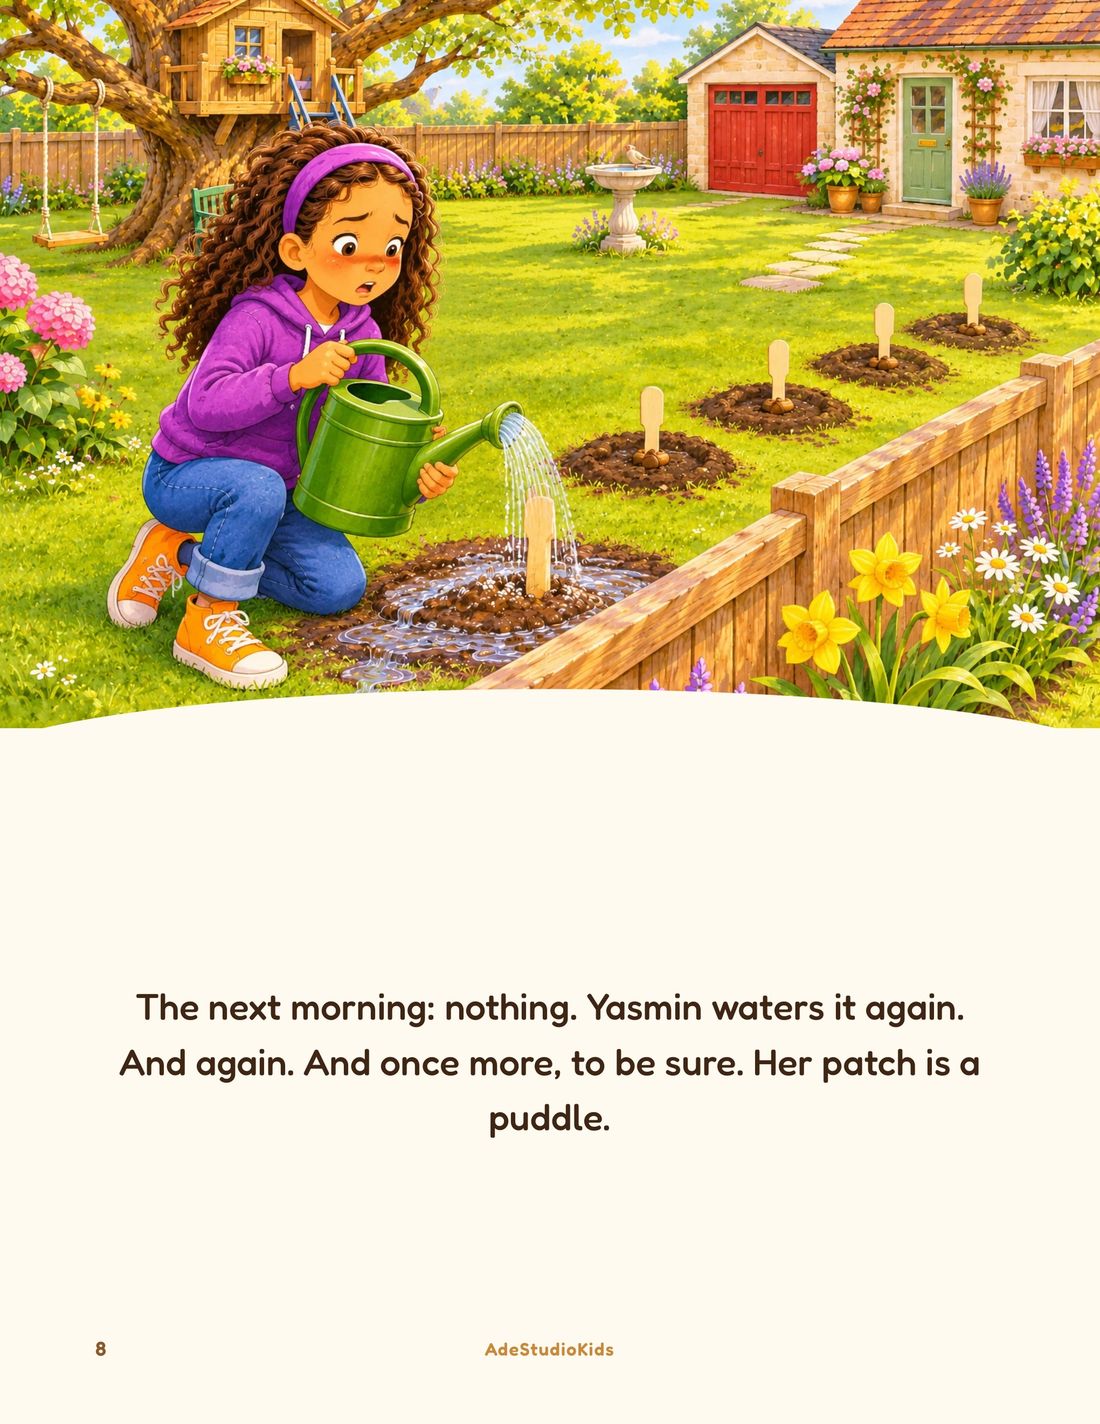 The next morning: nothing. Yasmin waters it again.
And again. And once more, to be sure. Her patch is a
puddle.
8
AdeStudioKids